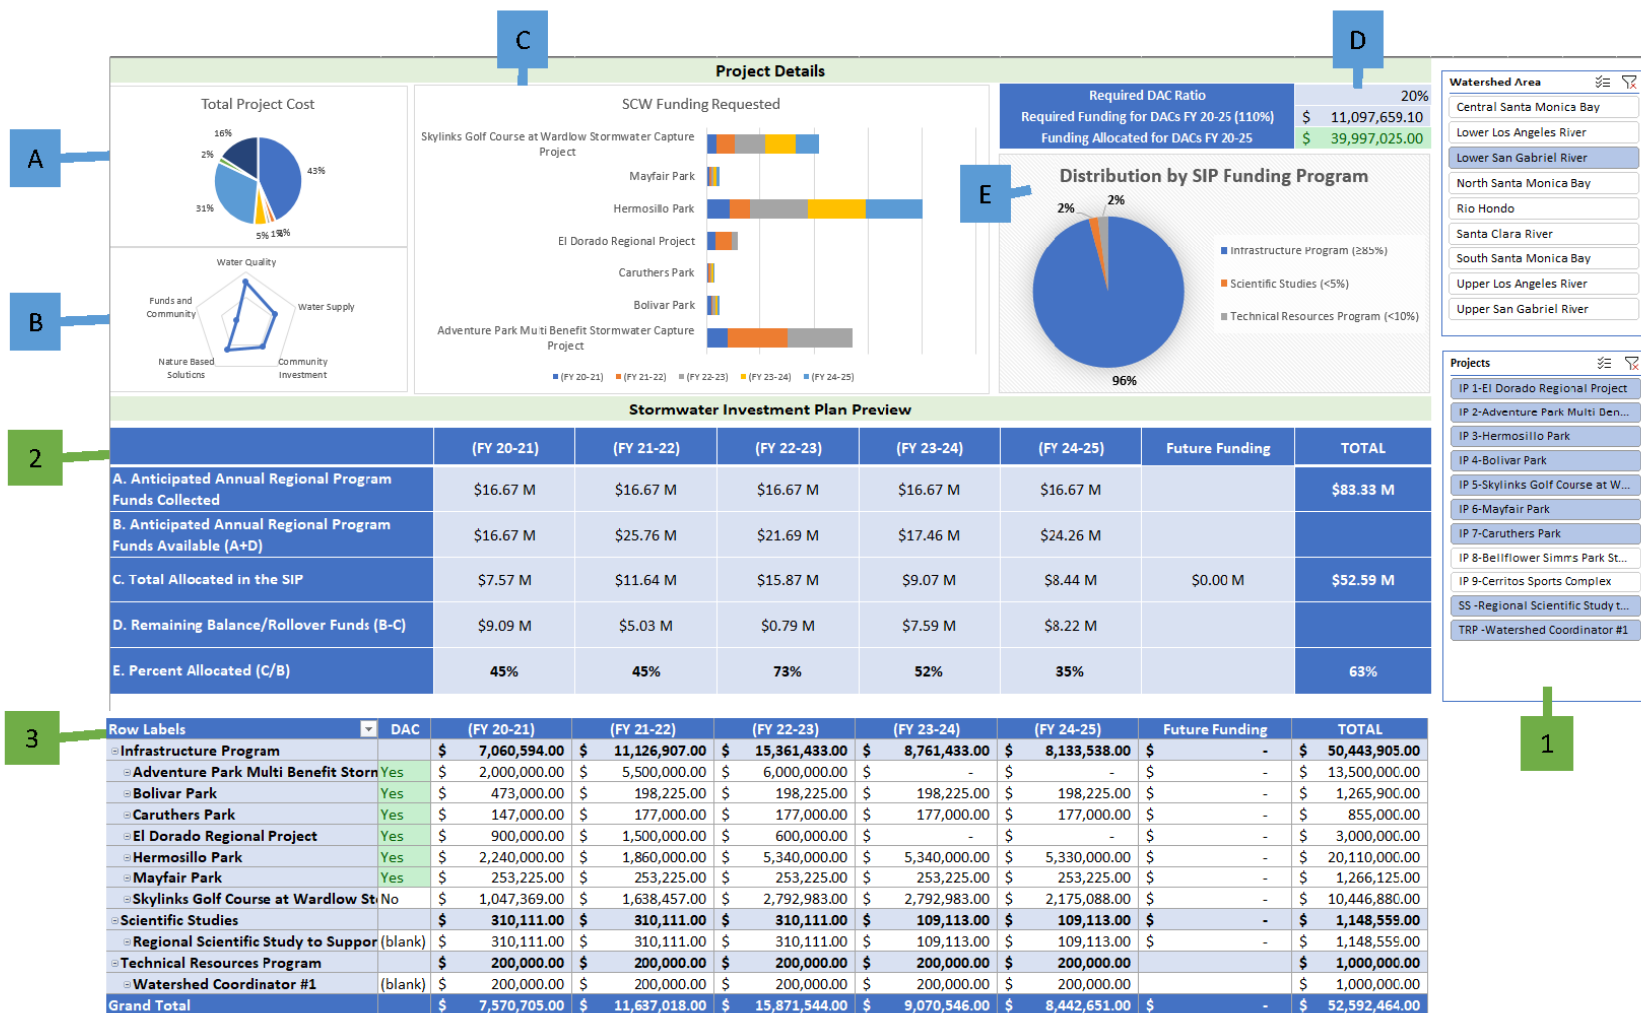 C
D
A
B
E
2
3
1
Project Details
Total Project Cost
16%
2%
43%
31%
5%
Water Quality
Funds and
Community
Water Supply
Nature Based
Solutions
Community
Investment
SCW Funding Requested
Skylinks Golf Course at Wardlow Stormwater Capture
Project
Mayfair Park
Hermosillo Park
El Dorado Regional Project
Caruthers Park
Bolivar Park
Adventure Park Multi Benefit Stormwater Capture
Project
(FY 20-21) (FY 21-22) (FY 22-23) (FY 23-24) (FY 24-25)
Required DAC Ratio 20%
Required Funding for DACs FY 20-25 (110%) $ 11,097,659.10
Funding Allocated for DACs FY 20-25 $ 39,997,025.00
Distribution by SIP Funding Program
2%
2%
96%
Infrastructure Program (≥85%)
Scientific Studies (<5%)
Technical Resources Program (<10%)
Watershed Area
Central Santa Monica Bay
Lower Los Angeles River
Lower San Gabriel River
North Santa Monica Bay
Rio Hondo
Santa Clara River
South Santa Monica Bay
Upper Los Angeles River
Upper San Gabriel River
Projects
IP 1-El Dorado Regional Project
IP 2-Adventure Park Multi Ben...
IP 3-Hermosillo Park
IP 4-Bolivar Park
IP 5-Skylinks Golf Course at W...
IP 6-Mayfair Park
IP 7-Caruthers Park
IP 8-Bellflower Simms Park St...
IP 9-Cerritos Sports Complex
SS -Regional Scientific Study t...
TRP -Watershed Coordinator #1
Stormwater Investment Plan Preview
(FY 20-21) (FY 21-22) (FY 22-23) (FY 23-24) (FY 24-25) Future Funding TOTAL
A. Anticipated Annual Regional Program
Funds Collected $16.67 M $16.67 M $16.67 M $16.67 M $16.67 M $83.33 M
B. Anticipated Annual Regional Program
Funds Available (A+D) $16.67 M $25.76 M $21.69 M $17.46 M $24.26 M
C. Total Allocated in the SIP $7.57 M $11.64 M $15.87 M $9.07 M $8.44 M $0.00 M $52.59 M
D. Remaining Balance/Rollover Funds (B-C) $9.09 M $5.03 M $0.79 M $7.59 M $8.22 M
E. Percent Allocated (C/B) 45% 45% 73% 52% 35% 63%
Row Labels DAC (FY 20-21) (FY 21-22) (FY 22-23) (FY 23-24) (FY 24-25) Future Funding TOTAL
Infrastructure Program $ 7,060,594.00 $ 11,126,907.00 $ 15,361,433.00 $ 8,761,433.00 $ 8,133,538.00 $ - $ 50,443,905.00
Adventure Park Multi Benefit Storn Yes $ 2,000,000.00 $ 5,500,000.00 $ 6,000,000.00 $ - $ - $ - $ 13,500,000.00
Bolivar Park Yes $ 473,000.00 $ 198,225.00 $ 198,225.00 $ 198,225.00 $ 198,225.00 $ - $ 1,265,900.00
Caruthers Park Yes $ 147,000.00 $ 177,000.00 $ 177,000.00 $ 177,000.00 $ 177,000.00 $ - $ 855,000.00
El Dorado Regional Project Yes $ 900,000.00 $ 1,500,000.00 $ 600,000.00 $ - $ - $ - $ 3,000,000.00
Hermosillo Park Yes $ 2,240,000.00 $ 1,860,000.00 $ 5,340,000.00 $ 5,340,000.00 $ 5,330,000.00 $ - $ 20,110,000.00
Mayfair Park Yes $ 253,225.00 $ 253,225.00 $ 253,225.00 $ 253,225.00 $ 253,225.00 $ - $ 1,266,125.00
Skylinks Golf Course at Wardlow St No $ 1,047,369.00 $ 1,638,457.00 $ 2,792,983.00 $ 2,792,983.00 $ 2,175,088.00 $ - $ 10,446,880.00
Scientific Studies $ 310,111.00 $ 310,111.00 $ 310,111.00 $ 109,113.00 $ 109,113.00 $ - $ 1,148,559.00
Regional Scientific Study to Suppor (blank) $ 310,111.00 $ 310,111.00 $ 310,111.00 $ 109,113.00 $ 109,113.00 $ - $ 1,148,559.00
Technical Resources Program $ 200,000.00 $ 200,000.00 $ 200,000.00 $ 200,000.00 $ 200,000.00 $ 1,000,000.00
Watershed Coordinator #1 (blank) $ 200,000.00 $ 200,000.00 $ 200,000.00 $ 200,000.00 $ 200,000.00 $ 1,000,000.00
Grand Total $ 7,570,705.00 $ 11,637,018.00 $ 15,871,544.00 $ 9,070,546.00 $ 8,442,651.00 $ - $ 52,592,464.00